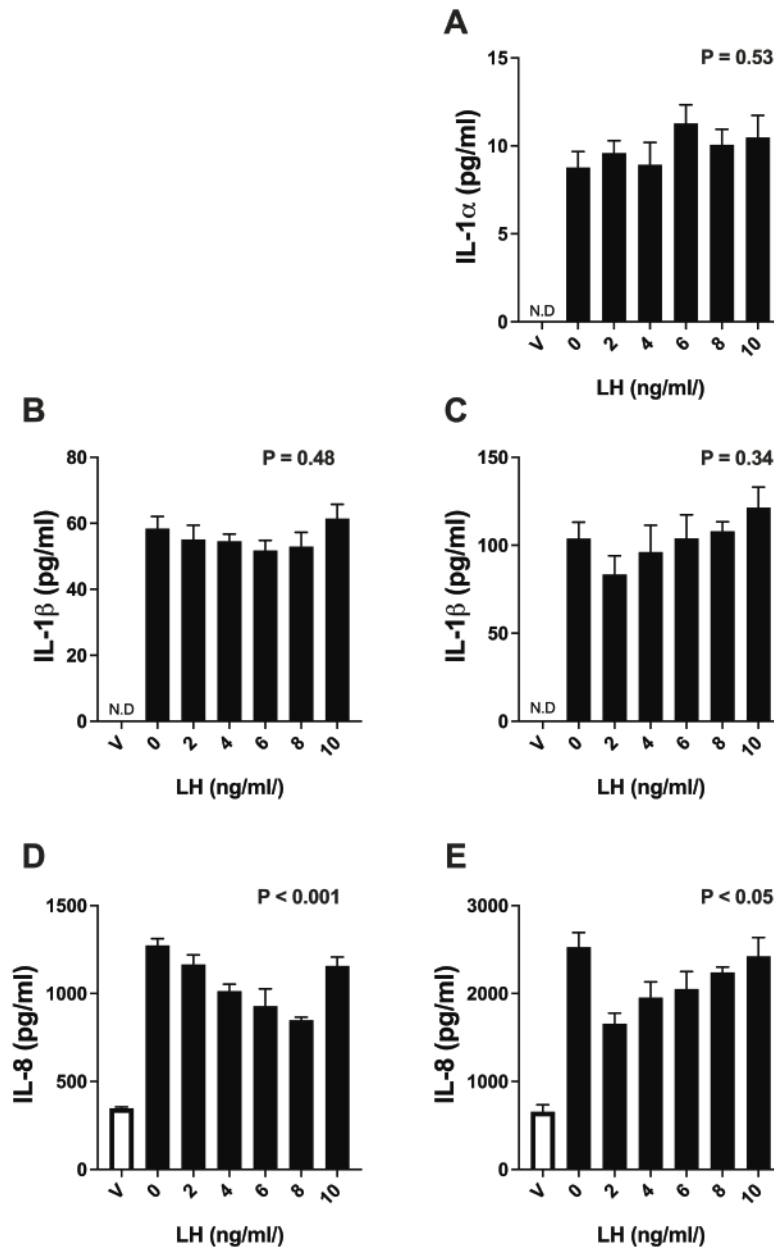 A
P = 0.53
IL-1α (pg/ml)
15
10
5
0
N.D
V 0 2 4 6 8 10
LH (ng/ml/)
B
P = 0.48
IL-1β (pg/ml)
80
60
40
20
0
N.D
V 0 2 4 6 8 10
LH (ng/ml/)
C
P = 0.34
IL-1β (pg/ml)
150
100
50
0
N.D
V 0 2 4 6 8 10
LH (ng/ml/)
D
P < 0.001
IL-8 (pg/ml)
1500
1000
500
0
V 0 2 4 6 8 10
LH (ng/ml/)
E
P < 0.05
IL-8 (pg/ml)
3000
2000
1000
0
V 0 2 4 6 8 10
LH (ng/ml/)